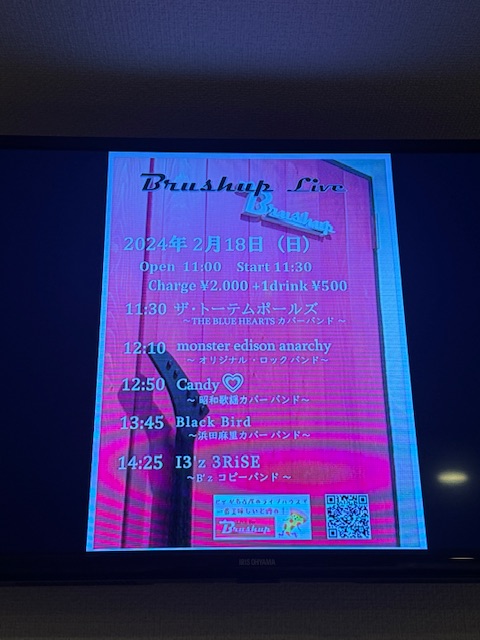 Brushup Live
Brushup
2024年 2月18日（日）
Open 11:00 Start 11:30
Charge ¥2.000 +1drink ¥500
11:30 ザ・トーテムポールズ
～THE BLUE HEARTS カバーバンド～
12:10 monster edison anarchy
～ オリジナル・ロックバンド～
12:50 Candy♡
～ 昭和歌謡カバーバンド～
13:45 Black Bird
～浜田麻里カバーバンド～
14:25 I3'z 3RiSE
～B'z コピーバンド ～
Brushup
IRIS OHYAMA